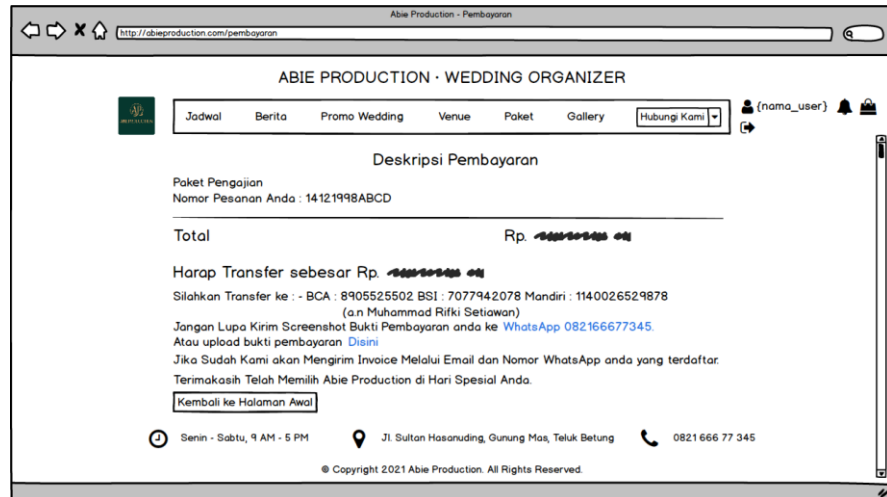 Abie Production - Pembayaran
http://abieproduction.com/pembayaran
ABIE PRODUCTION · WEDDING ORGANIZER
Jadwal Berita Promo Wedding Venue Paket Gallery Hubungi Kami {nama_user}
Deskripsi Pembayaran
Paket Pengajian
Nomor Pesanan Anda : 14121998ABCD
Total Rp.
Harap Transfer sebesar Rp.
Silahkan Transfer ke : - BCA : 8905525502 BSI : 7077942078 Mandiri : 1140026529878
(a.n Muhammad Rifki Setiawan)
Jangan Lupa Kirim Screenshot Bukti Pembayaran anda ke WhatsApp 082166677345.
Atau upload bukti pembayaran Disini
Jika Sudah Kami akan Mengirim Invoice Melalui Email dan Nomor WhatsApp anda yang terdaftar.
Terimakasih Telah Memilih Abie Production di Hari Spesial Anda.
Kembali ke Halaman Awal
Senin - Sabtu, 9 AM - 5 PM Jl. Sultan Hasanuding, Gunung Mas, Teluk Betung 0821 666 77 345
© Copyright 2021 Abie Production. All Rights Reserved.